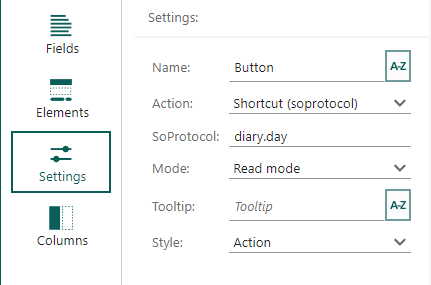 Fields
Elements
Settings
Columns
Settings:
Name: Button A-Z
Action: Shortcut (soprotocol)
SoProtocol: diary.day
Mode: Read mode
Tooltip: Tooltip A-Z
Style: Action